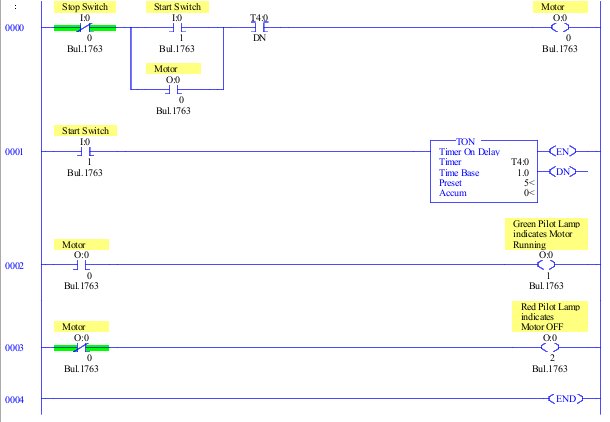 :
Stop Switch
Start Switch
Motor
I:0
I:0
T4:0
O:0
0000
0
1
DN
0
Bul.1763
Bul.1763
Bul.1763
Motor
O:0
0
Bul.1763
Start Switch
I:0
0001
1
Bul.1763
TON
Timer On Delay
Timer T4:0
Time Base 1.0
Preset 5<
Accum 0<
EN
DN
Green Pilot Lamp
indicates Motor
Running
Motor
O:0
O:0
0002
0
1
Bul.1763
Bul.1763
Red Pilot Lamp
indicates
Motor OFF
Motor
O:0
O:0
0003
0
2
Bul.1763
Bul.1763
0004
END